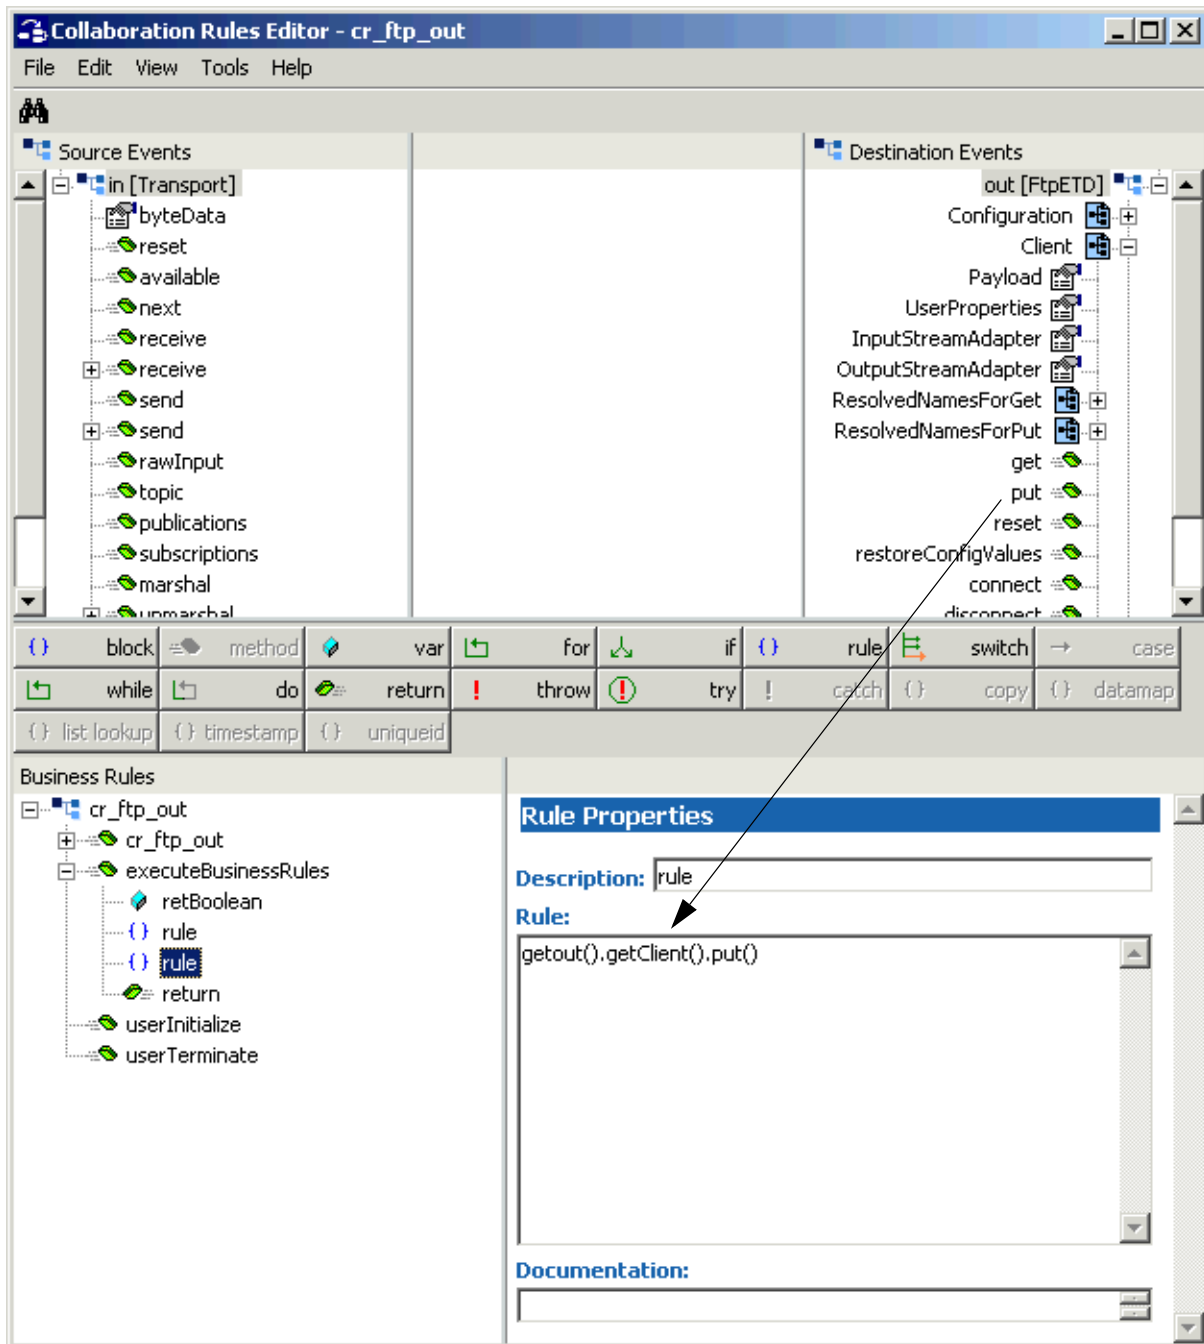 Collaboration Rules Editor - cr_ftp_out
File Edit View Tools Help
Source Events
in [Transport]
byteData
reset
available
next
receive
receive
send
send
rawInput
topic
publications
subscriptions
marshal
unmarshal
Destination Events
out [FtpETD]
Configuration
Client
Payload
UserProperties
InputStreamAdapter
OutputStreamAdapter
ResolvedNamesForGet
ResolvedNamesForPut
get
put
reset
restoreConfigValues
connect
disconnect
{} block method var for if {} rule switch case
while do return throw try catch {} copy {} datamap
{} list lookup {} timestamp {} uniqueid
Business Rules
cr_ftp_out
cr_ftp_out
executeBusinessRules
retBoolean
{} rule
{} rule
return
userInitialize
userTerminate
Rule Properties
Description: rule
Rule:
getout().getClient().put()
Documentation: